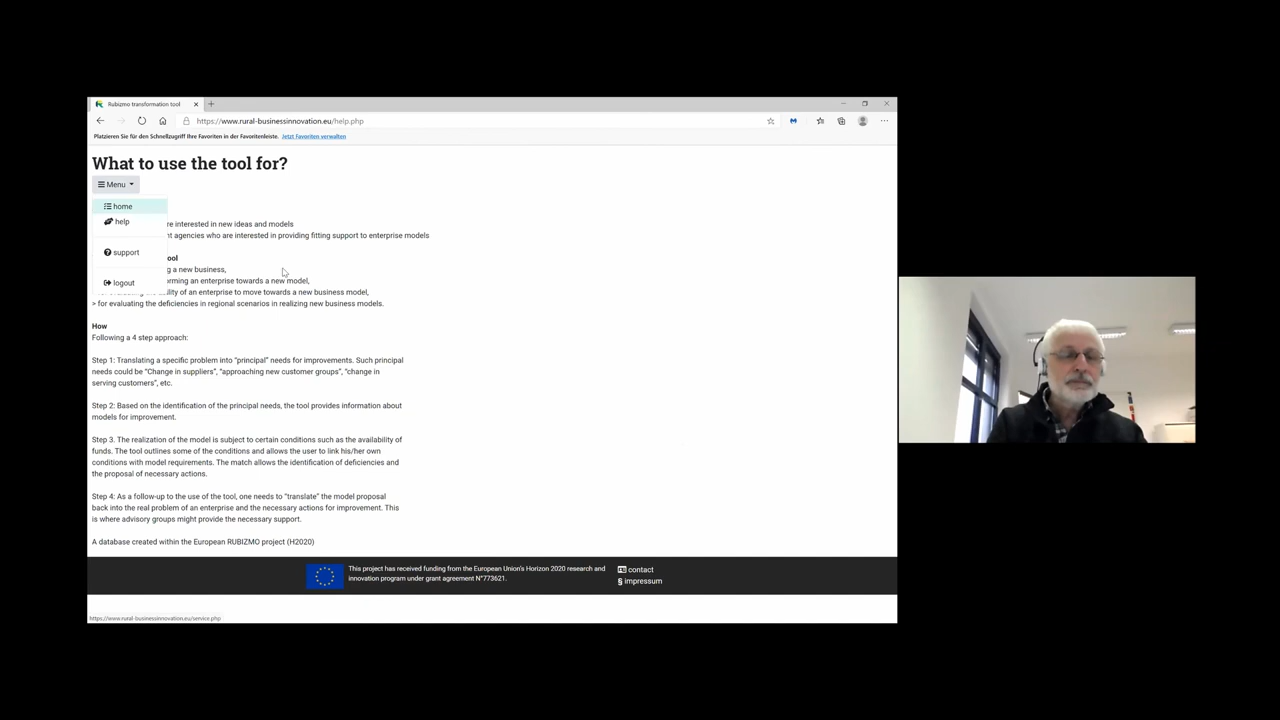 Rubizmo transformation tool
https://www.rural-businessinnovation.eu/help.php
Platzieren Sie für den Schnellzugriff Ihre Favoriten in der Favoritenleiste. Jetzt Favoriten verwalten
What to use the tool for?
Menu
home
help
support
logout
re interested in new ideas and models
t agencies who are interested in providing fitting support to enterprise models
ool
g a new business,
orming an enterprise towards a new model,
ity of an enterprise to move towards a new business model,
> for evaluating the deficiencies in regional scenarios in realizing new business models.
How
Following a 4 step approach:
Step 1: Translating a specific problem into "principal" needs for improvements. Such principal
needs could be "Change in suppliers", "approaching new customer groups", "change in
serving customers", etc.
Step 2: Based on the identification of the principal needs, the tool provides information about
models for improvement.
Step 3. The realization of the model is subject to certain conditions such as the availability of
funds. The tool outlines some of the conditions and allows the user to link his/her own
conditions with model requirements. The match allows the identification of deficiencies and
the proposal of necessary actions.
Step 4: As a follow-up to the use of the tool, one needs to "translate" the model proposal
back into the real problem of an enterprise and the necessary actions for improvement. This
is where advisory groups might provide the necessary support.
A database created within the European RUBIZMO project (H2020)
This project has received funding from the European Union's Horizon 2020 research and
innovation program under grant agreement N°773621.
contact
§ impressum
https://www.rural-businessinnovation.eu/service.php